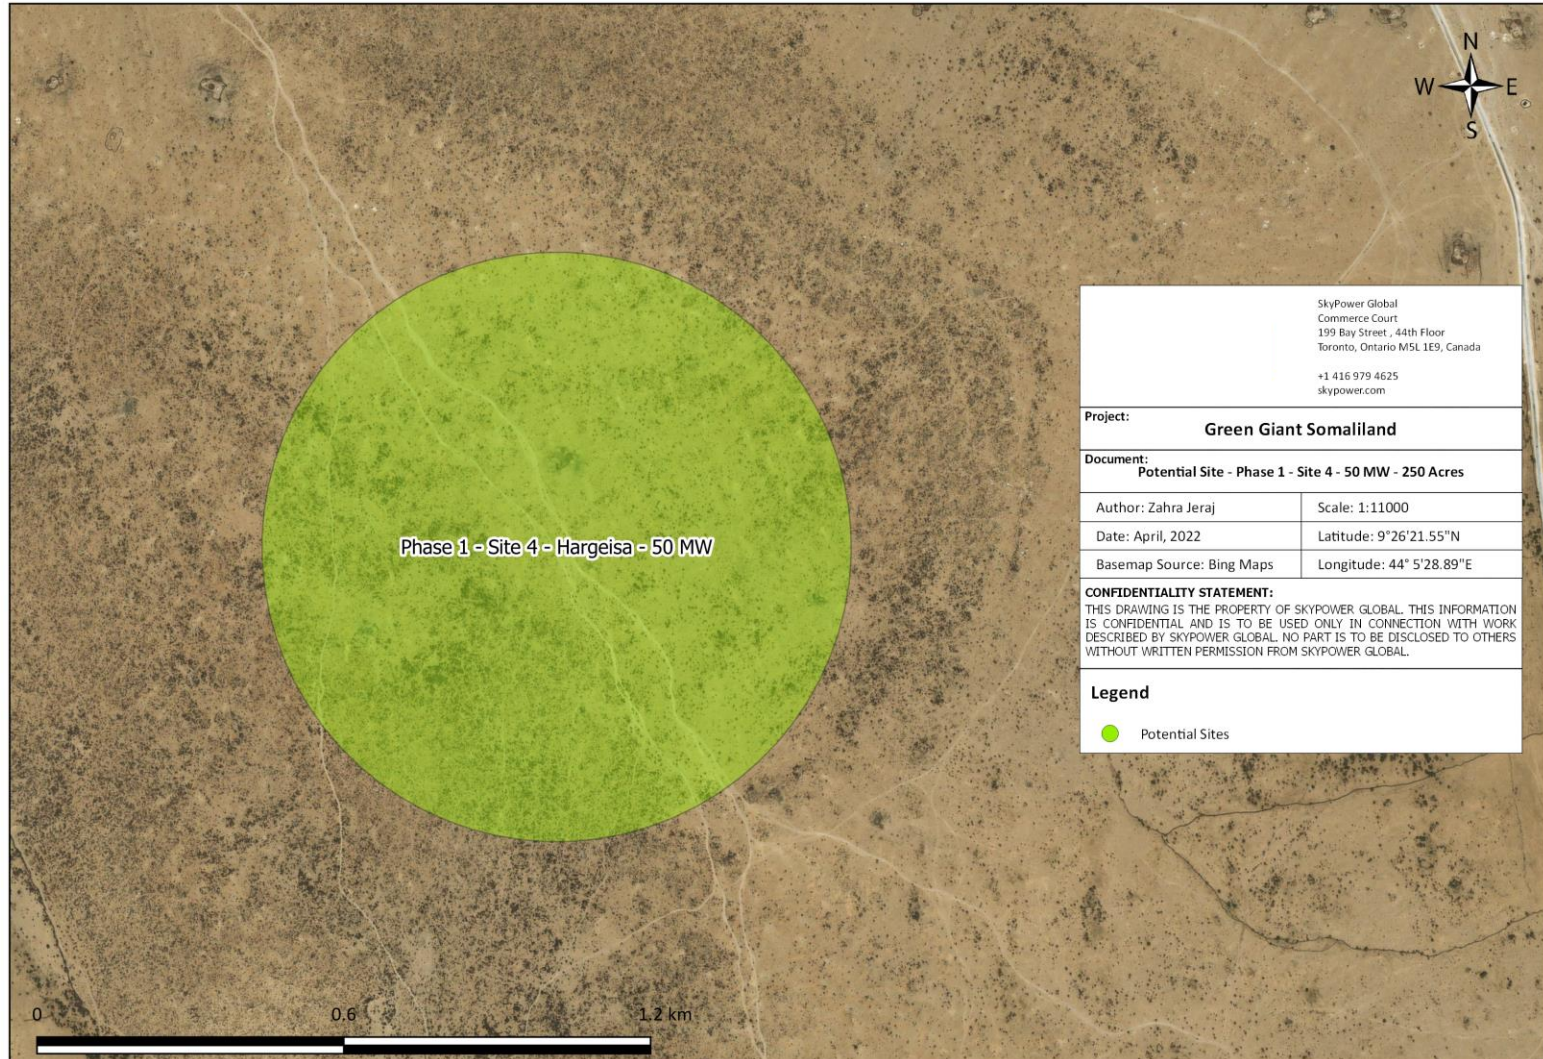 N
W E
S
SkyPower Global
Commerce Court
199 Bay Street , 44th Floor
Toronto, Ontario M5L 1E9, Canada
+1 416 979 4625
skypower.com
Project:
Green Giant Somaliland
Document:
Potential Site - Phase 1 - Site 4 - 50 MW - 250 Acres
Author: Zahra Jeraj
Scale: 1:11000
Date: April, 2022
Latitude: 9°26'21.55"N
Basemap Source: Bing Maps
Longitude: 44° 5'28.89"E
CONFIDENTIALITY STATEMENT:
THIS DRAWING IS THE PROPERTY OF SKYPOWER GLOBAL. THIS INFORMATION
IS CONFIDENTIAL AND IS TO BE USED ONLY IN CONNECTION WITH WORK
DESCRIBED BY SKYPOWER GLOBAL. NO PART IS TO BE DISCLOSED TO OTHERS
WITHOUT WRITTEN PERMISSION FROM SKYPOWER GLOBAL.
Legend
Potential Sites
Phase 1 - Site 4 - Hargeisa - 50 MW
0 0.6 1.2 km